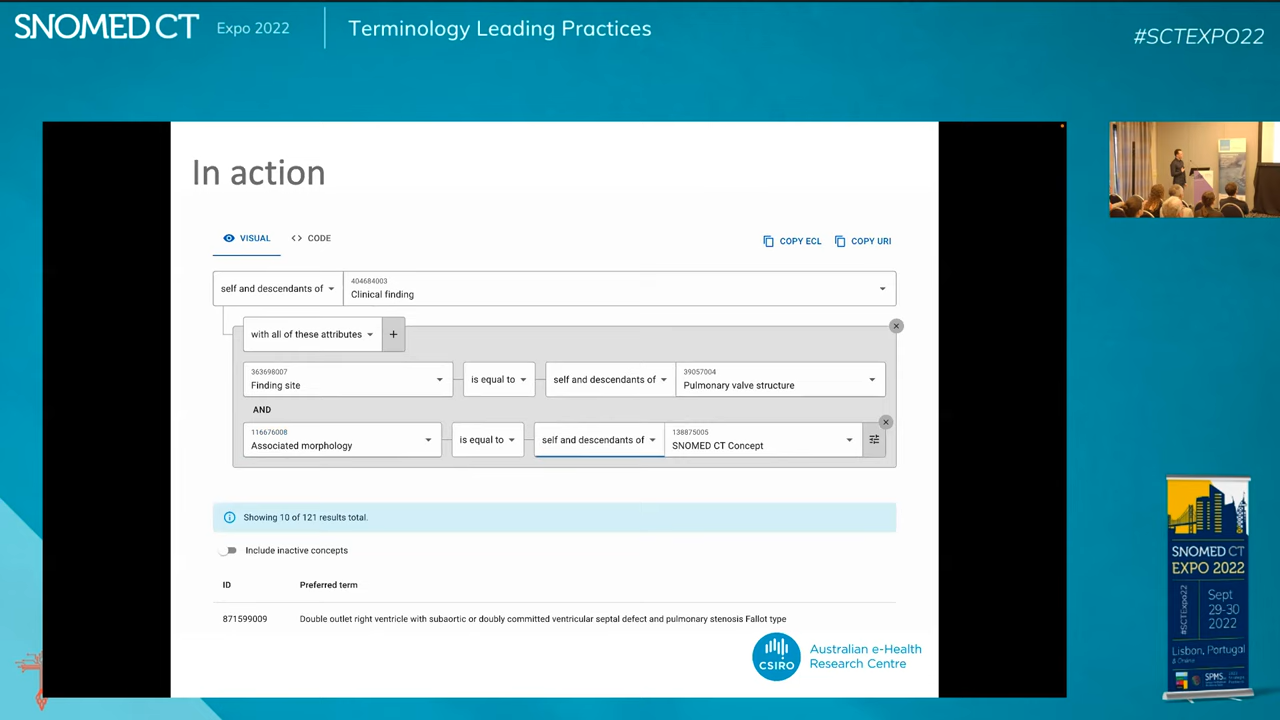 SNOMED CT Expo 2022 Terminology Leading Practices #SCTEXPO22
In action
VISUAL <> CODE COPY ECL COPY URI
self and descendants of 404684003 Clinical finding
with all of these attributes +
363698007 Finding site is equal to self and descendants of 39057004 Pulmonary valve structure
AND
116676008 Associated morphology is equal to self and descendants of 138875005 SNOMED CT Concept
Showing 10 of 121 results total.
Include inactive concepts
ID Preferred term
871599009 Double outlet right ventricle with subaortic or doubly committed ventricular septal defect and pulmonary stenosis Fallot type
CSIRO
Australian e-Health
Research Centre
SNOMED CT
EXPO 2022
#SCTExpo22
Sept
29-30
2022
Lisbon, Portugal
& Online
SPMS